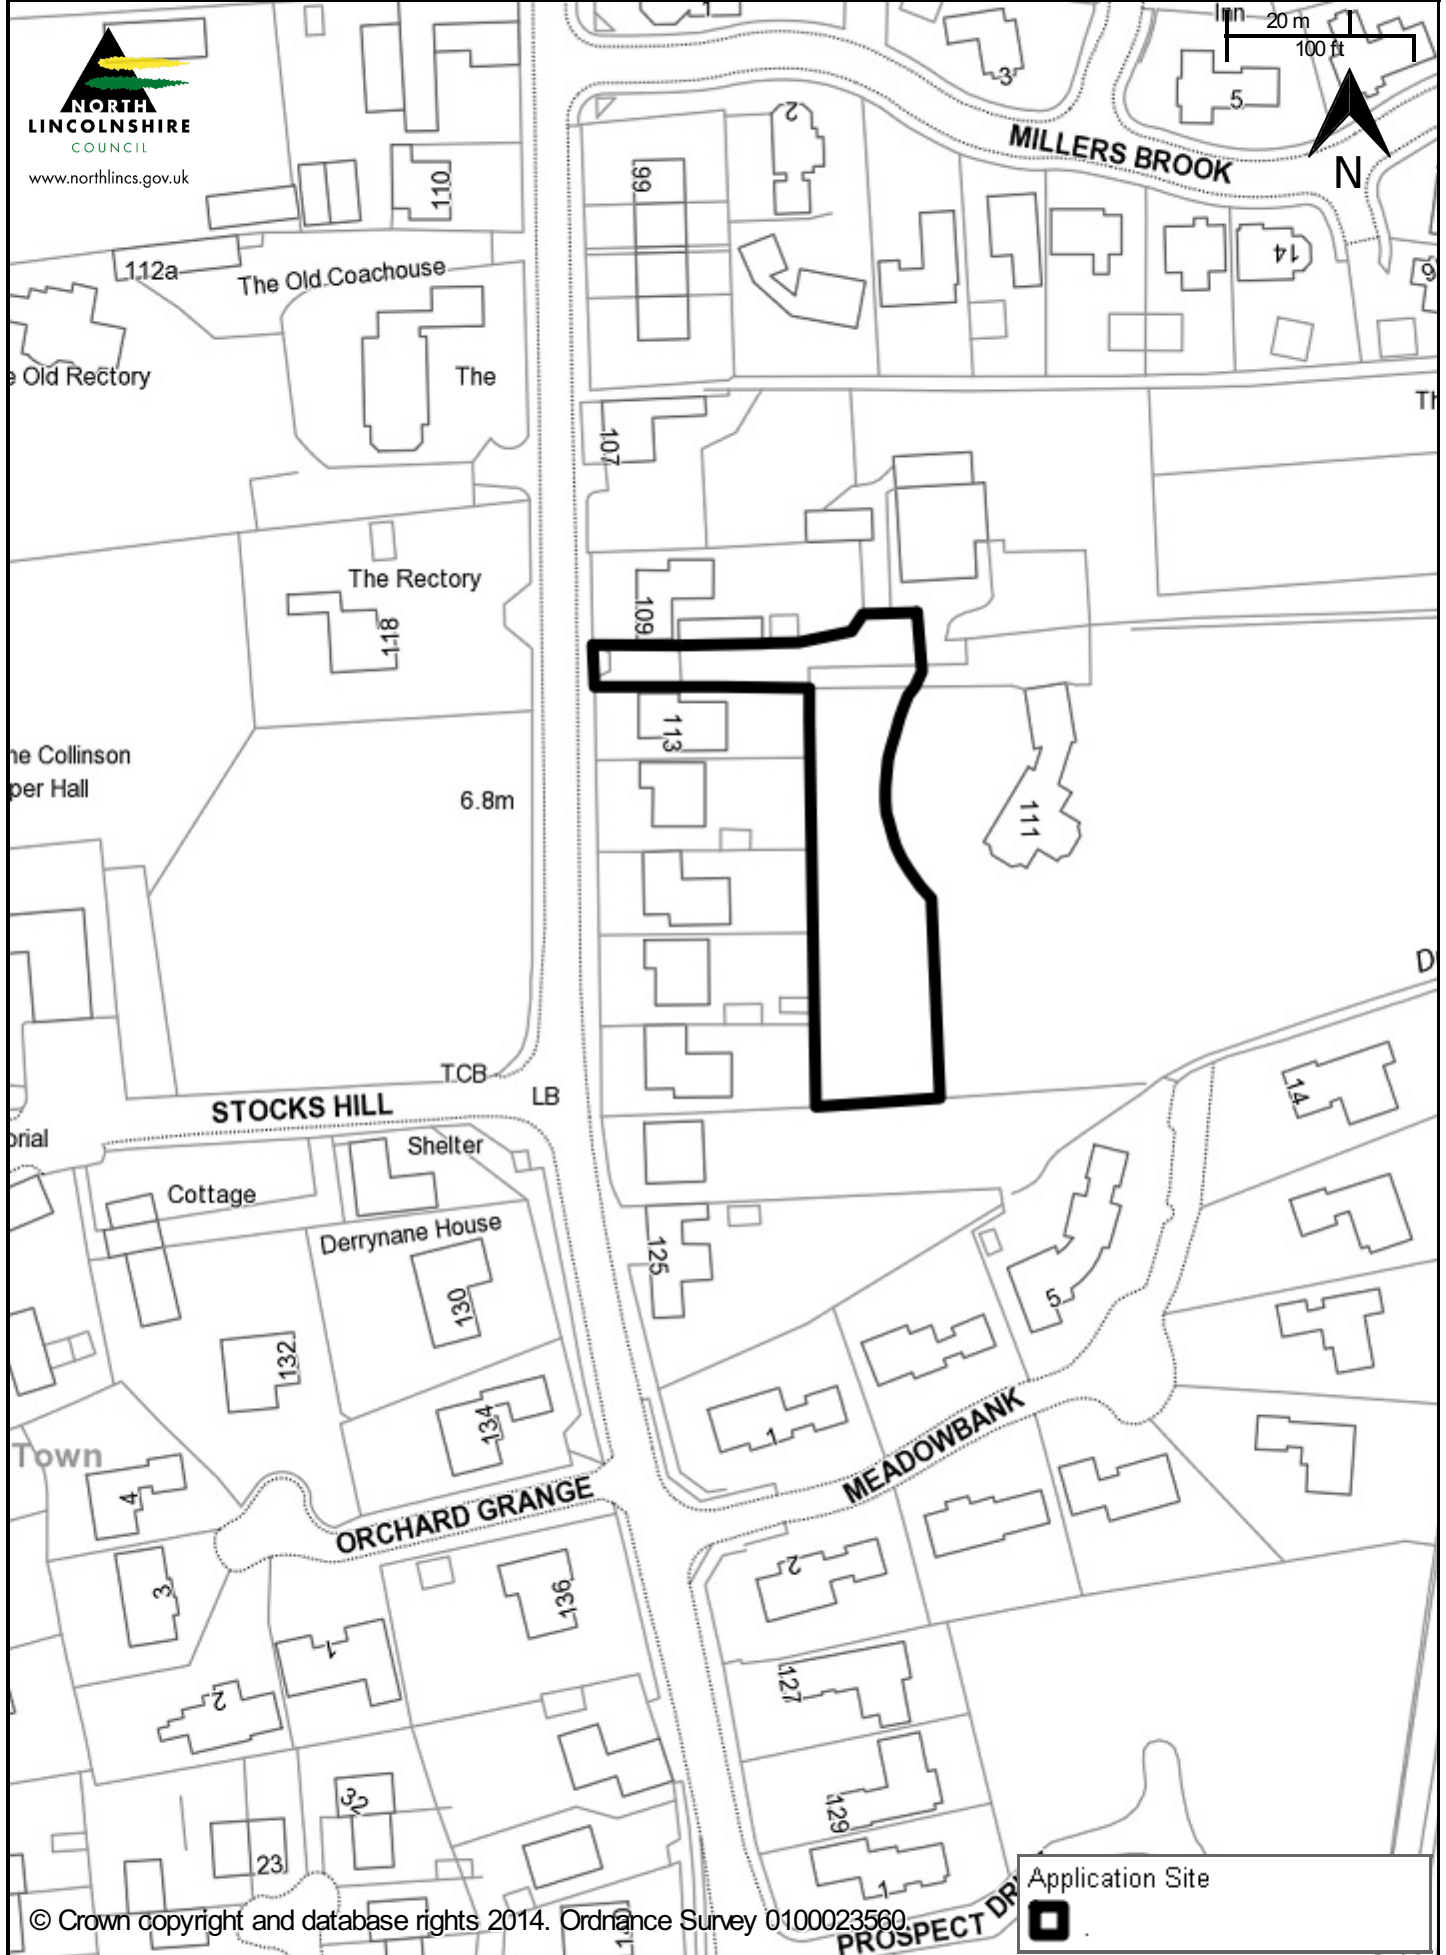 NORTH
LINCOLNSHIRE
COUNCIL
www.northlincs.gov.uk
1
Inn
20 m
100 ft
N
3
5
2
MILLERS BROOK
110
99
14
112a
The Old Coachouse
Old Rectory
The
107
The Rectory
118
109
113
111
Collinson
Hall
6.8m
TCB
LB
STOCKS HILL
Shelter
Cottage
Derrynane House
125
130
132
134
14
5
1
Town
4
ORCHARD GRANGE
MEADOWBANK
3
136
2
1
2
127
129
32
23
1
PROSPECT
Application Site
© Crown copyright and database rights 2014. Ordnance Survey 0100023560.